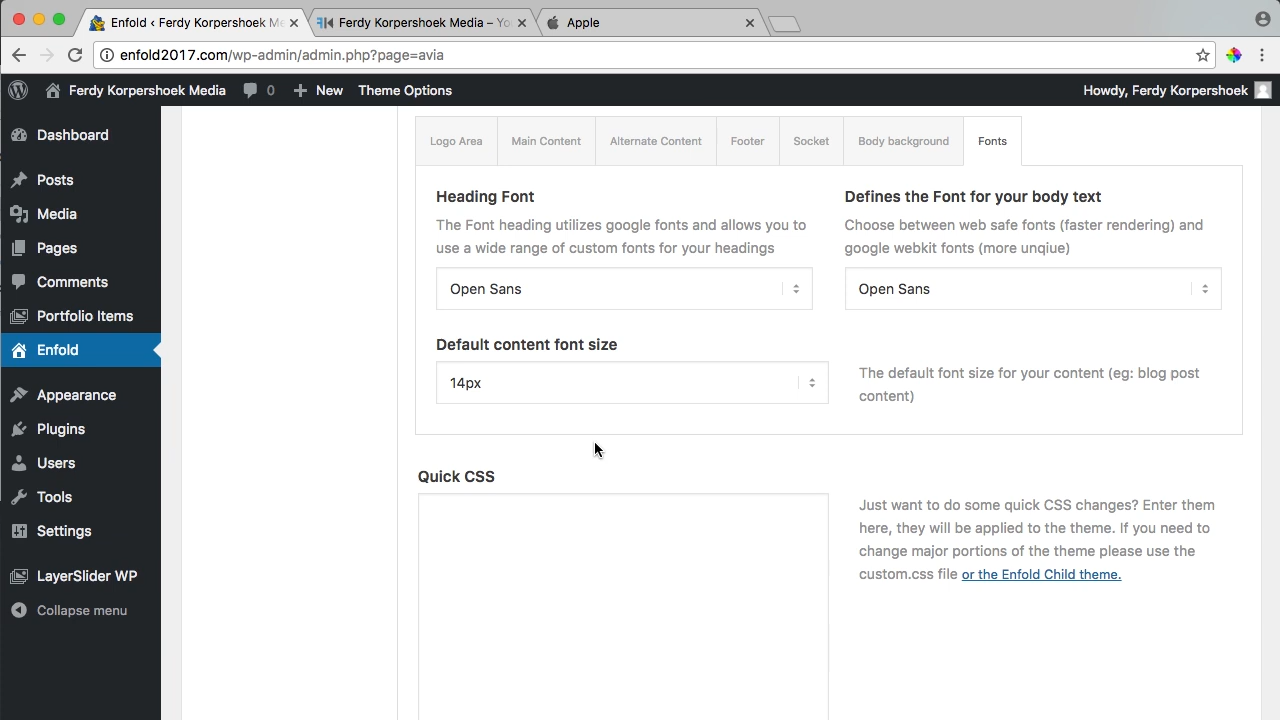 Enfold ‹ Ferdy Korpershoek Me
Ferdy Korpershoek Media – Yo
Apple
enfold2017.com/wp-admin/admin.php?page=avia
Ferdy Korpershoek Media
0
New
Theme Options
Howdy, Ferdy Korpershoek
Dashboard
Posts
Media
Pages
Comments
Portfolio Items
Enfold
Appearance
Plugins
Users
Tools
Settings
LayerSlider WP
Collapse menu
Logo Area
Main Content
Alternate Content
Footer
Socket
Body background
Fonts
Heading Font
The Font heading utilizes google fonts and allows you to
use a wide range of custom fonts for your headings
Open Sans
Defines the Font for your body text
Choose between web safe fonts (faster rendering) and
google webkit fonts (more unqiue)
Open Sans
Default content font size
14px
The default font size for your content (eg: blog post
content)
Quick CSS
Just want to do some quick CSS changes? Enter them
here, they will be applied to the theme. If you need to
change major portions of the theme please use the
custom.css file or the Enfold Child theme.